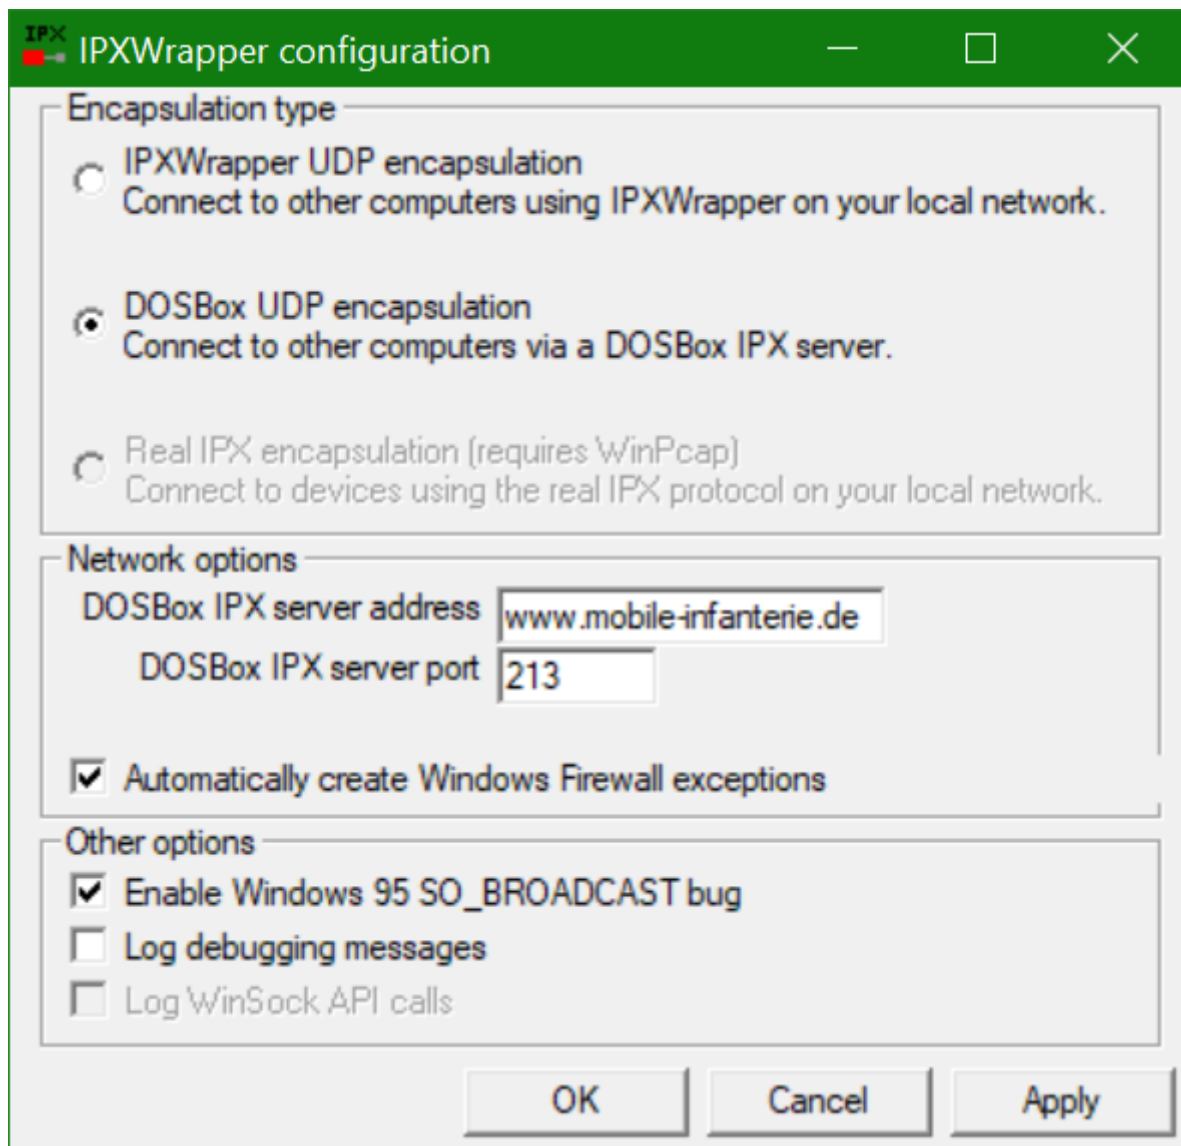 IPX
IPXWrapper configuration
Encapsulation type
IPXWrapper UDP encapsulation
Connect to other computers using IPXWrapper on your local network.
DOSBox UDP encapsulation
Connect to other computers via a DOSBox IPX server.
Real IPX encapsulation (requires WinPcap)
Connect to devices using the real IPX protocol on your local network.
Network options
DOSBox IPX server address www.mobile-infanterie.de
DOSBox IPX server port 213
Automatically create Windows Firewall exceptions
Other options
Enable Windows 95 SO_BROADCAST bug
Log debugging messages
Log WinSock API calls
OK Cancel Apply